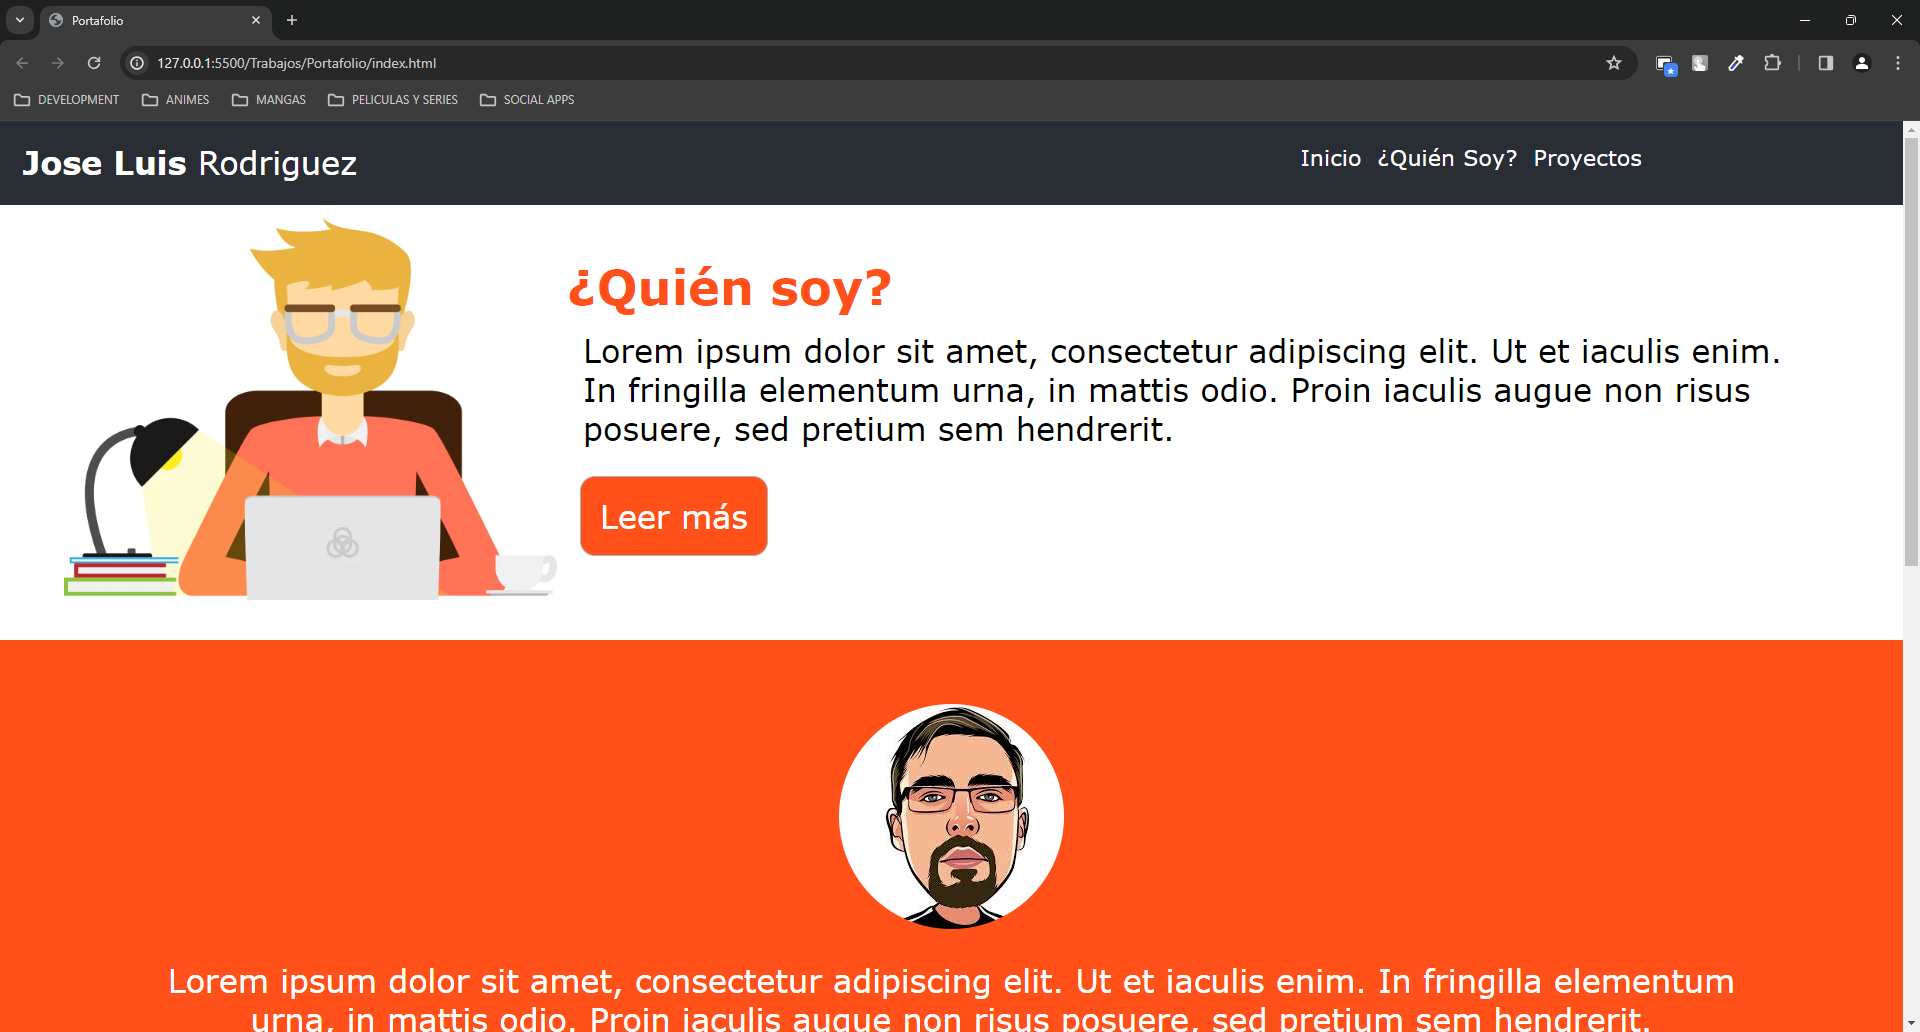 Portafolio
127.0.0.1:5500/Trabajos/Portafolio/index.html
DEVELOPMENT ANIMES MANGAS PELICULAS Y SERIES SOCIAL APPS
Jose Luis Rodriguez
Inicio ¿Quién Soy? Proyectos
¿Quién soy?
Lorem ipsum dolor sit amet, consectetur adipiscing elit. Ut et iaculis enim.
In fringilla elementum urna, in mattis odio. Proin iaculis augue non risus
posuere, sed pretium sem hendrerit.
Leer más
Lorem ipsum dolor sit amet, consectetur adipiscing elit. Ut et iaculis enim. In fringilla elementum
urna, in mattis odio. Proin iaculis augue non risus posuere, sed pretium sem hendrerit.